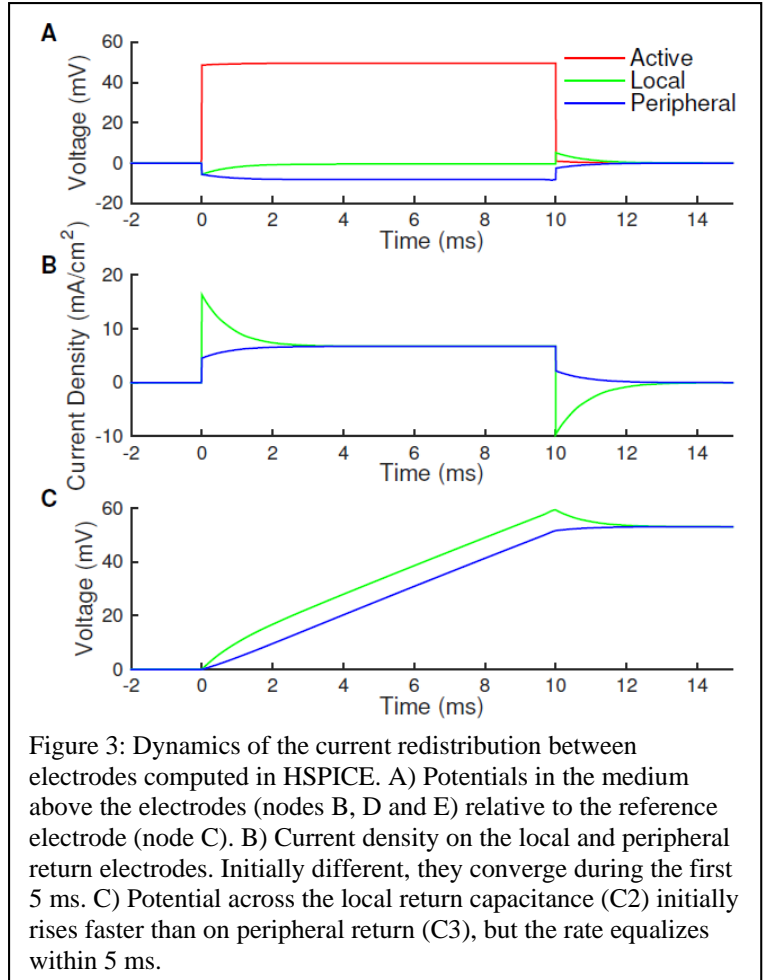 A
60
40
20
0
-20
Voltage (mV)
Active
Local
Peripheral
-2 0 2 4 6 8 10 12 14
Time (ms)
B
20
10
0
-10
Current Density (mA/cm²)
-2 0 2 4 6 8 10 12 14
Time (ms)
C
60
40
20
0
Voltage (mV)
-2 0 2 4 6 8 10 12 14
Time (ms)
Figure 3: Dynamics of the current redistribution between
electrodes computed in HSPICE. A) Potentials in the medium
above the electrodes (nodes B, D and E) relative to the reference
electrode (node C). B) Current density on the local and peripheral
return electrodes. Initially different, they converge during the first
5 ms. C) Potential across the local return capacitance (C2) initially
rises faster than on peripheral return (C3), but the rate equalizes
within 5 ms.